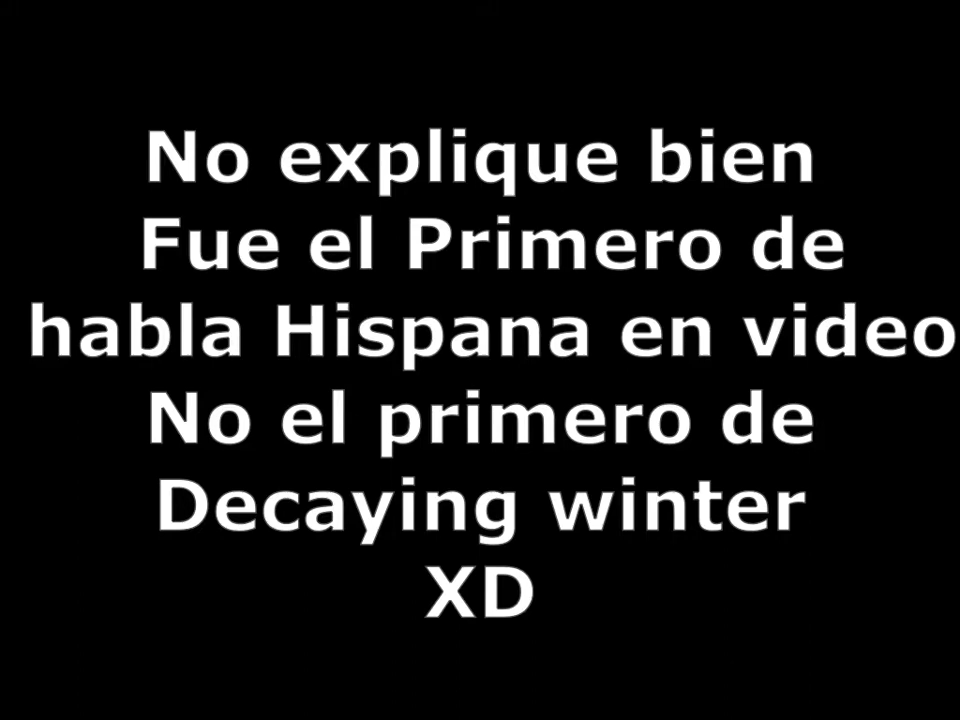 No explique bien
Fue el Primero de
habla Hispana en video
No el primero de
Decaying winter
XD